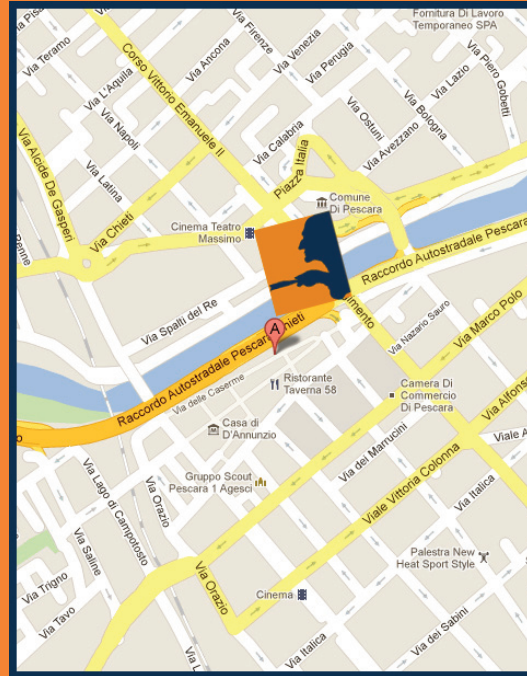 Fornitura Di Lavoro
Temporaneo SPA
Via Pisa
Via Teramo
Via L'Aquila
Via Ancona
Via Firenze
Via Venezia
Via Perugia
Via Piero Gobetti
Via Lazio
Via Bologna
Via Ostuni
Via Avezzano
Corso Vittorio Emanuele II
Via Napoli
Via Calabria
Piazza Italia
Via Alcide De Gasperi
Via Latina
Via Chieti
Comune
Di Pescara
Cinema Teatro
Massimo
Raccordo Autostradale Pescara
Via Spalti del Re
Via Nazario Sauro
Via Marco Polo
A
Raccordo Autostradale Pescara Chieti
Via delle Caserme
Ristorante
Taverna 58
Camera Di
Commercio
Di Pescara
Casa di
D'Annunzio
Via dei Marrucini
Viale Vittoria Colonna
Gruppo Scout
Pescara 1 Agesci
Via Lago di Campotosto
Via Orazio
Via Saline
Via Italica
Palestra New
Heat Sport Style
Via Trigno
Via Tavo
Via Orazio
Cinema
Via Italica
Via dei Sabini